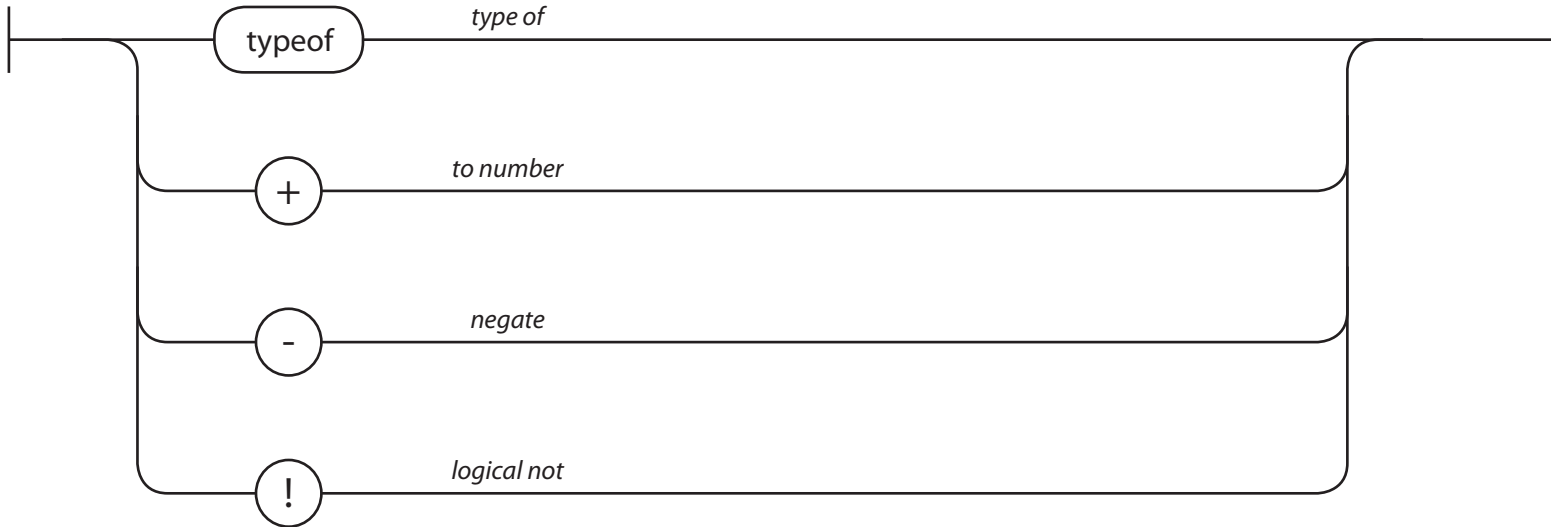 typeof type of
+ to number
- negate
! logical not